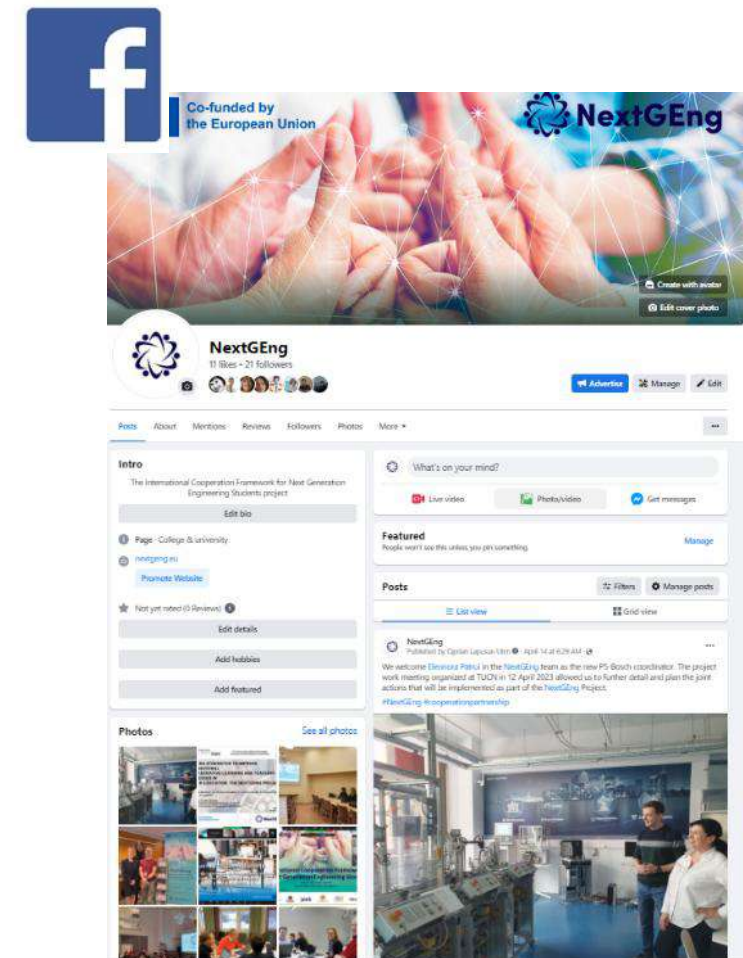 f
Co-funded by
the European Union
NextGEng
Create with avatar
Edit cover photo
NextGEng
11 likes • 21 followers
Advertise
Manage
Edit
Posts
About
Mentions
Reviews
Followers
Photos
More
Intro
The International Cooperation Framework for Next Generation
Engineering Students project
Edit bio
Page · College & university
nextgeng.eu
Promote Website
Not yet rated (0 Reviews)
Edit details
Add hobbies
Add featured
Photos
See all photos
What's on your mind?
Live video
Photo/video
Get messages
Featured
People won't see this unless you pin something.
Manage
Posts
Filters
Manage posts
List view
Grid view
NextGEng
Published by Ciprian Lapusan · April 14 at 6:29 AM
We welcome Eleonora Patrui in the NextGEng team as the new P5-Bosch coordinator. The project
work meeting organized at TUCN in 12 April 2023 allowed us to further detail and plan the joint
actions that will be implemented as part of the NextGEng Project.
#NextGEng #cooperationpartnership